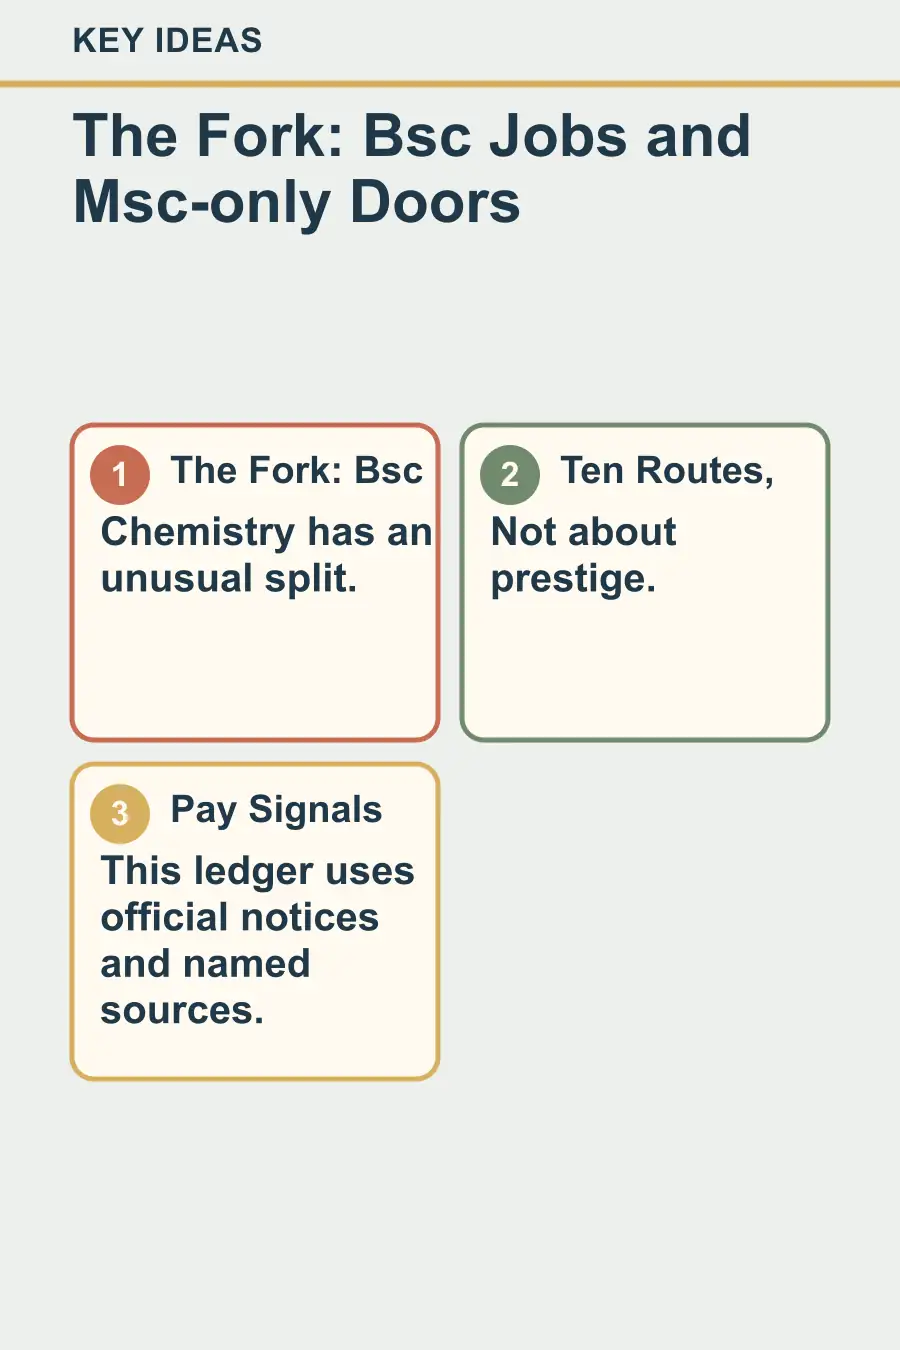 KEY IDEAS
The Fork: Bsc Jobs and
Msc-only Doors
1 The Fork: Bsc
Chemistry has an
unusual split.
2 Ten Routes,
Not about
prestige.
3 Pay Signals
This ledger uses
official notices
and named
sources.